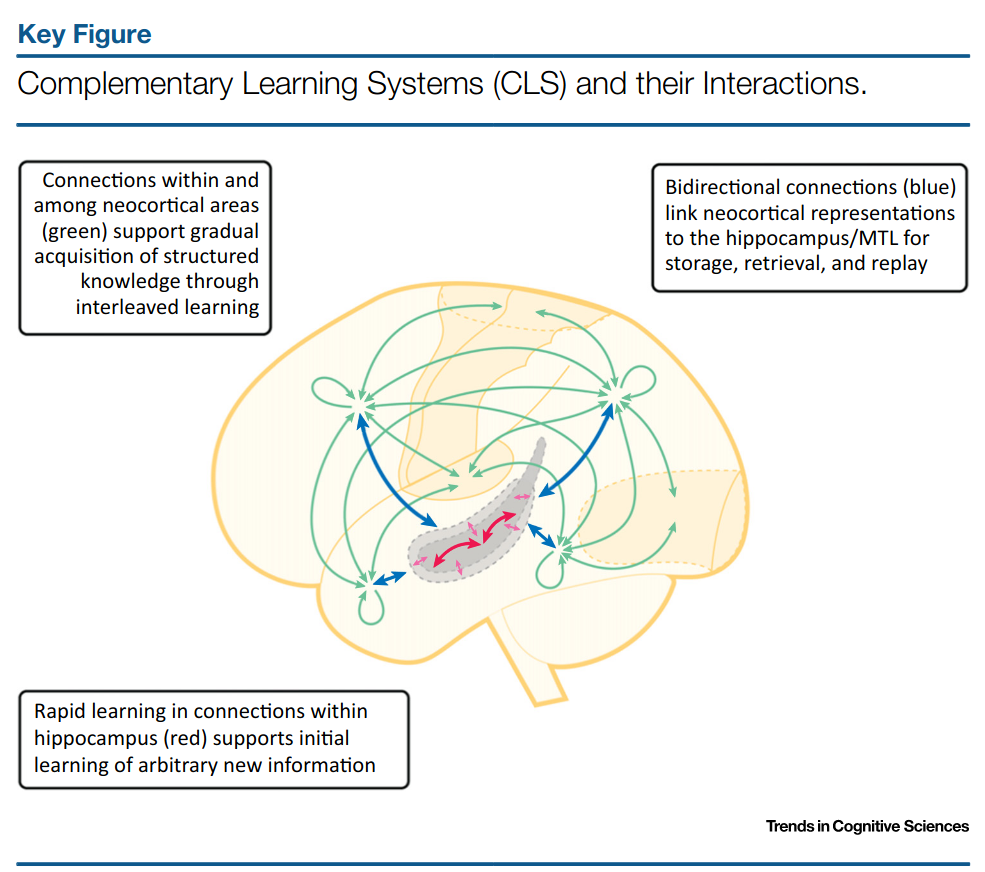 Key Figure
Complementary Learning Systems (CLS) and their Interactions.
Connections within and
among neocortical areas
(green) support gradual
acquisition of structured
knowledge through
interleaved learning
Bidirectional connections (blue)
link neocortical representations
to the hippocampus/MTL for
storage, retrieval, and replay
Rapid learning in connections within
hippocampus (red) supports initial
learning of arbitrary new information
Trends in Cognitive Sciences